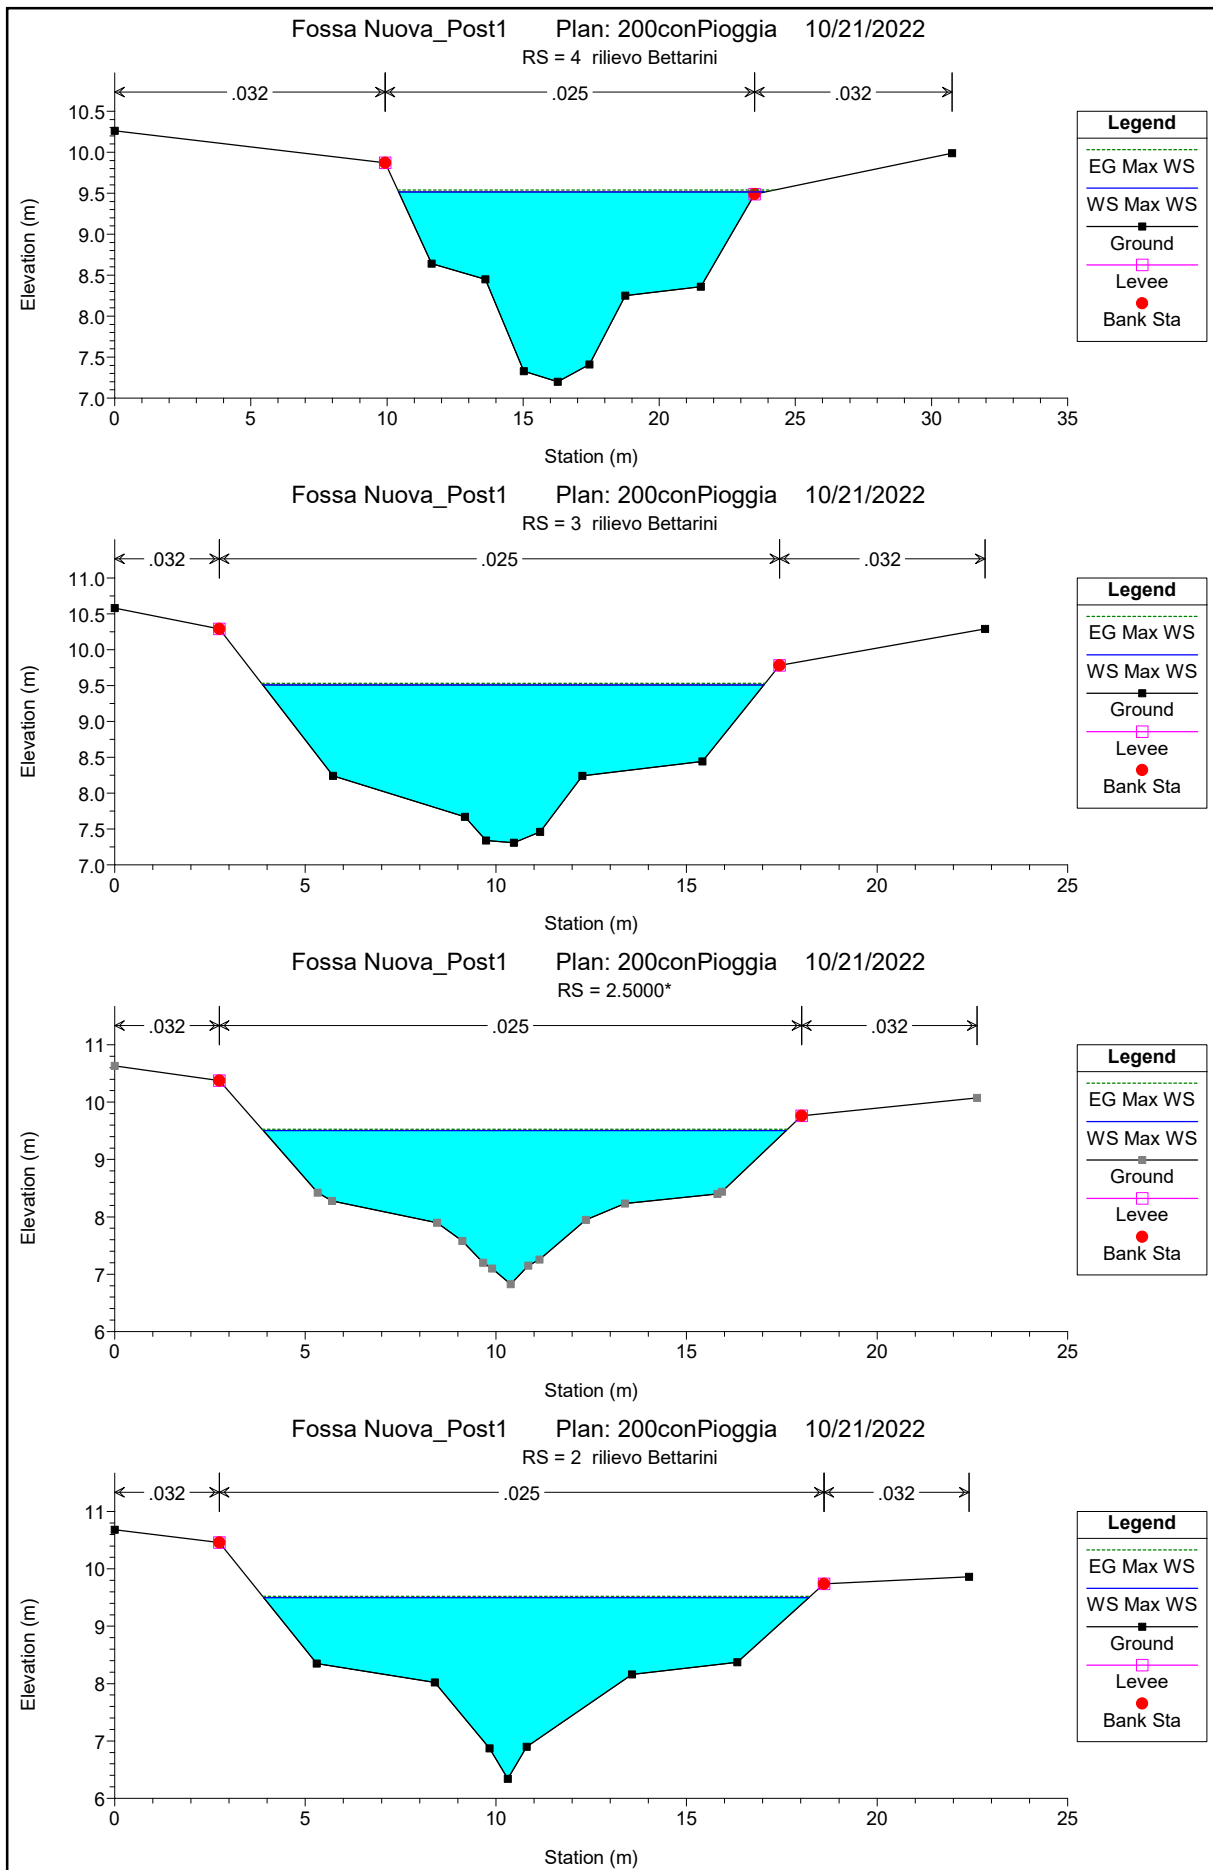 Fossa Nuova_Post1 Plan: 200conPioggia 10/21/2022
RS = 4 rilievo Bettarini
.032 .025 .032
10.5
10.0
9.5
9.0
8.5
8.0
7.5
7.0
0 5 10 15 20 25 30 35
Station (m)
Elevation (m)
Legend
EG Max WS
WS Max WS
Ground
Levee
Bank Sta
Fossa Nuova_Post1 Plan: 200conPioggia 10/21/2022
RS = 3 rilievo Bettarini
.032 .025 .032
11.0
10.5
10.0
9.5
9.0
8.5
8.0
7.5
7.0
0 5 10 15 20 25
Station (m)
Elevation (m)
Legend
EG Max WS
WS Max WS
Ground
Levee
Bank Sta
Fossa Nuova_Post1 Plan: 200conPioggia 10/21/2022
RS = 2.5000*
.032 .025 .032
11
10
9
8
7
6
0 5 10 15 20 25
Station (m)
Elevation (m)
Legend
EG Max WS
WS Max WS
Ground
Levee
Bank Sta
Fossa Nuova_Post1 Plan: 200conPioggia 10/21/2022
RS = 2 rilievo Bettarini
.032 .025 .032
11
10
9
8
7
6
0 5 10 15 20 25
Station (m)
Elevation (m)
Legend
EG Max WS
WS Max WS
Ground
Levee
Bank Sta